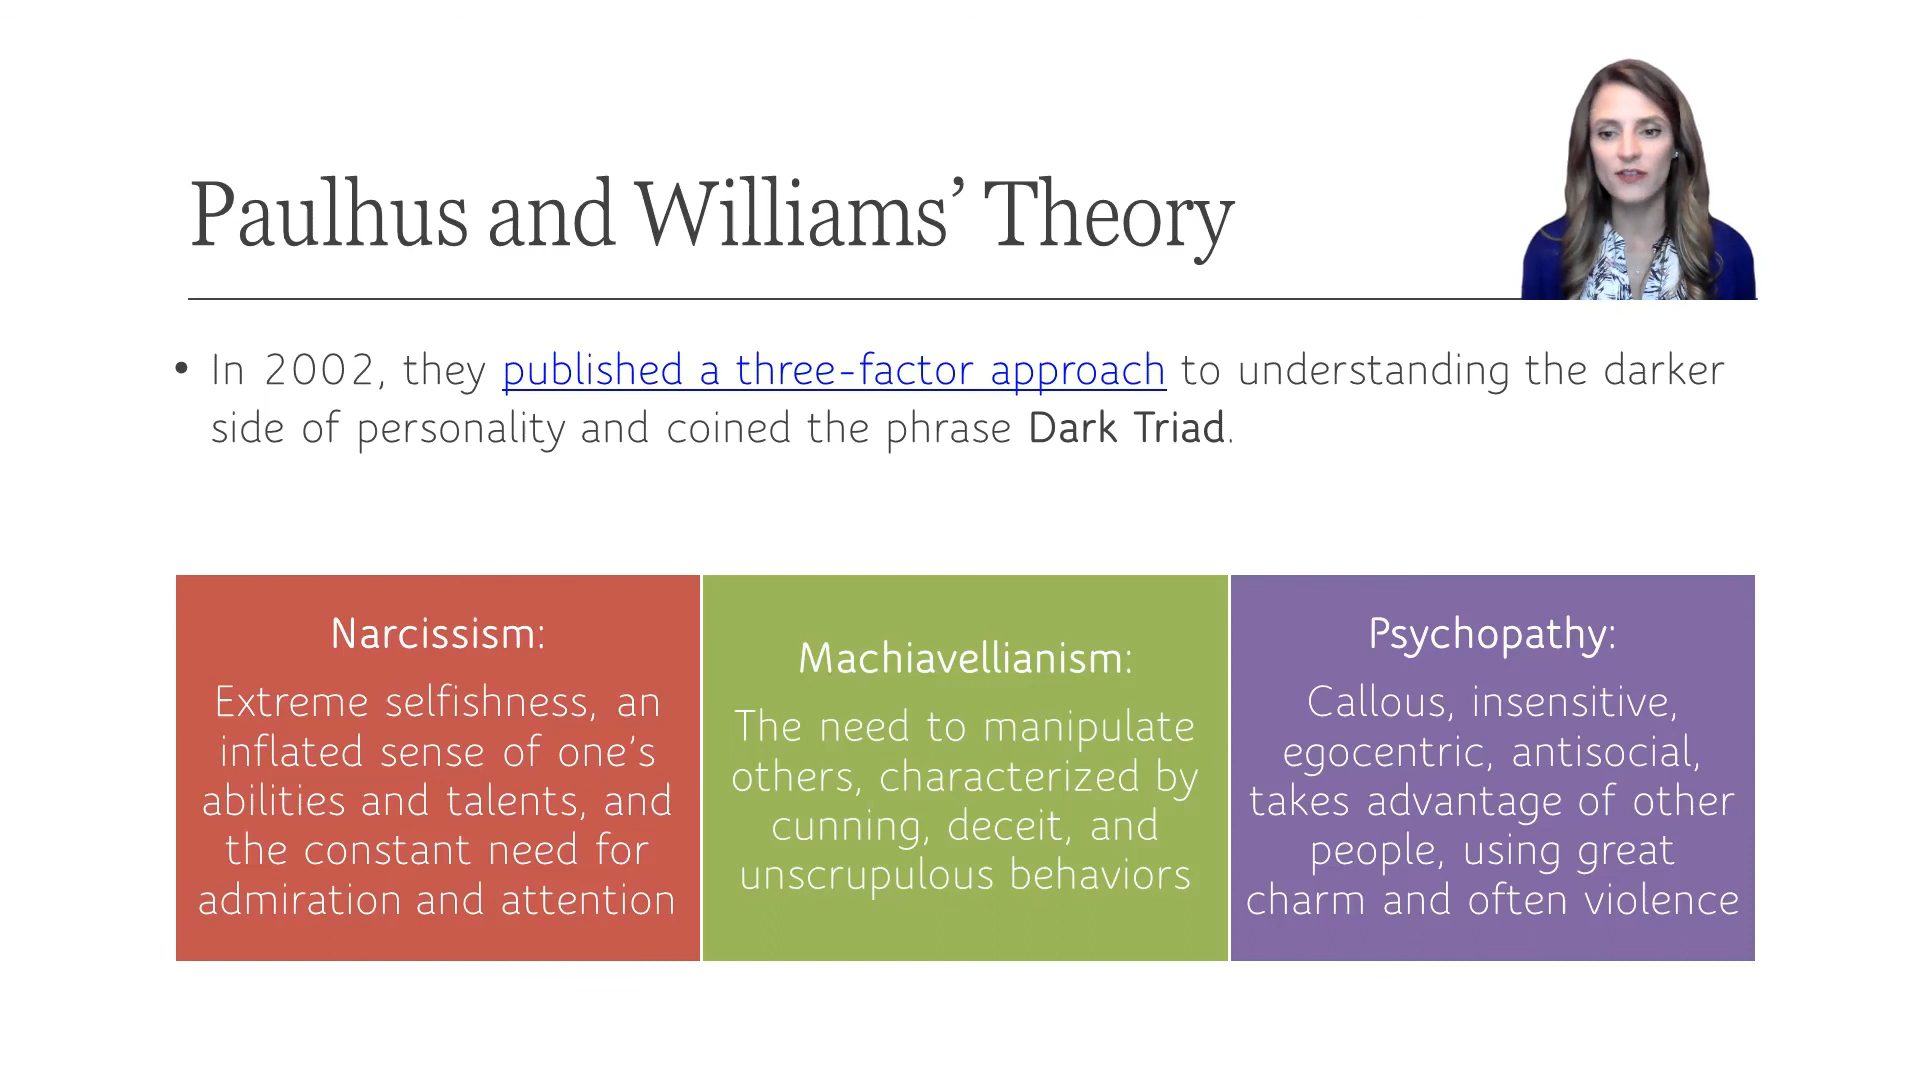 Paulhus and Williams’ Theory
• In 2002, they published a three-factor approach to understanding the darker
side of personality and coined the phrase Dark Triad.
Narcissism:
Extreme selfishness, an
inflated sense of one’s
abilities and talents, and
the constant need for
admiration and attention
Machiavellianism:
The need to manipulate
others, characterized by
cunning, deceit, and
unscrupulous behaviors
Psychopathy:
Callous, insensitive,
egocentric, antisocial,
takes advantage of other
people, using great
charm and often violence